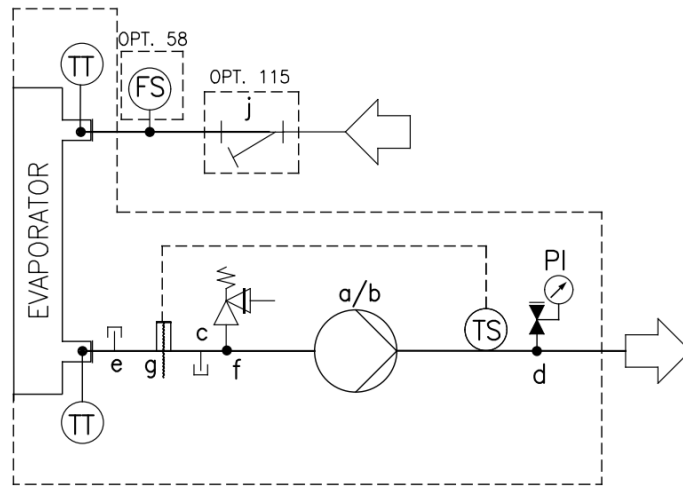 OPT. 58
TT
FS
OPT. 115
j
EVAPORATOR
a/b
PI
c
TS
e
g
f
d
TT